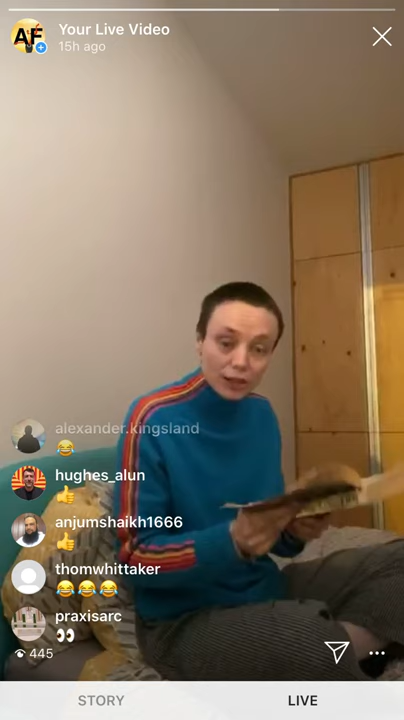 AF
Your Live Video
15h ago
alexander.kingsland
😂
hughes_alun
👍
anjumshaikh1666
👍
thomwhittaker
😂😂😂
praxisarc
👀
445
STORY LIVE